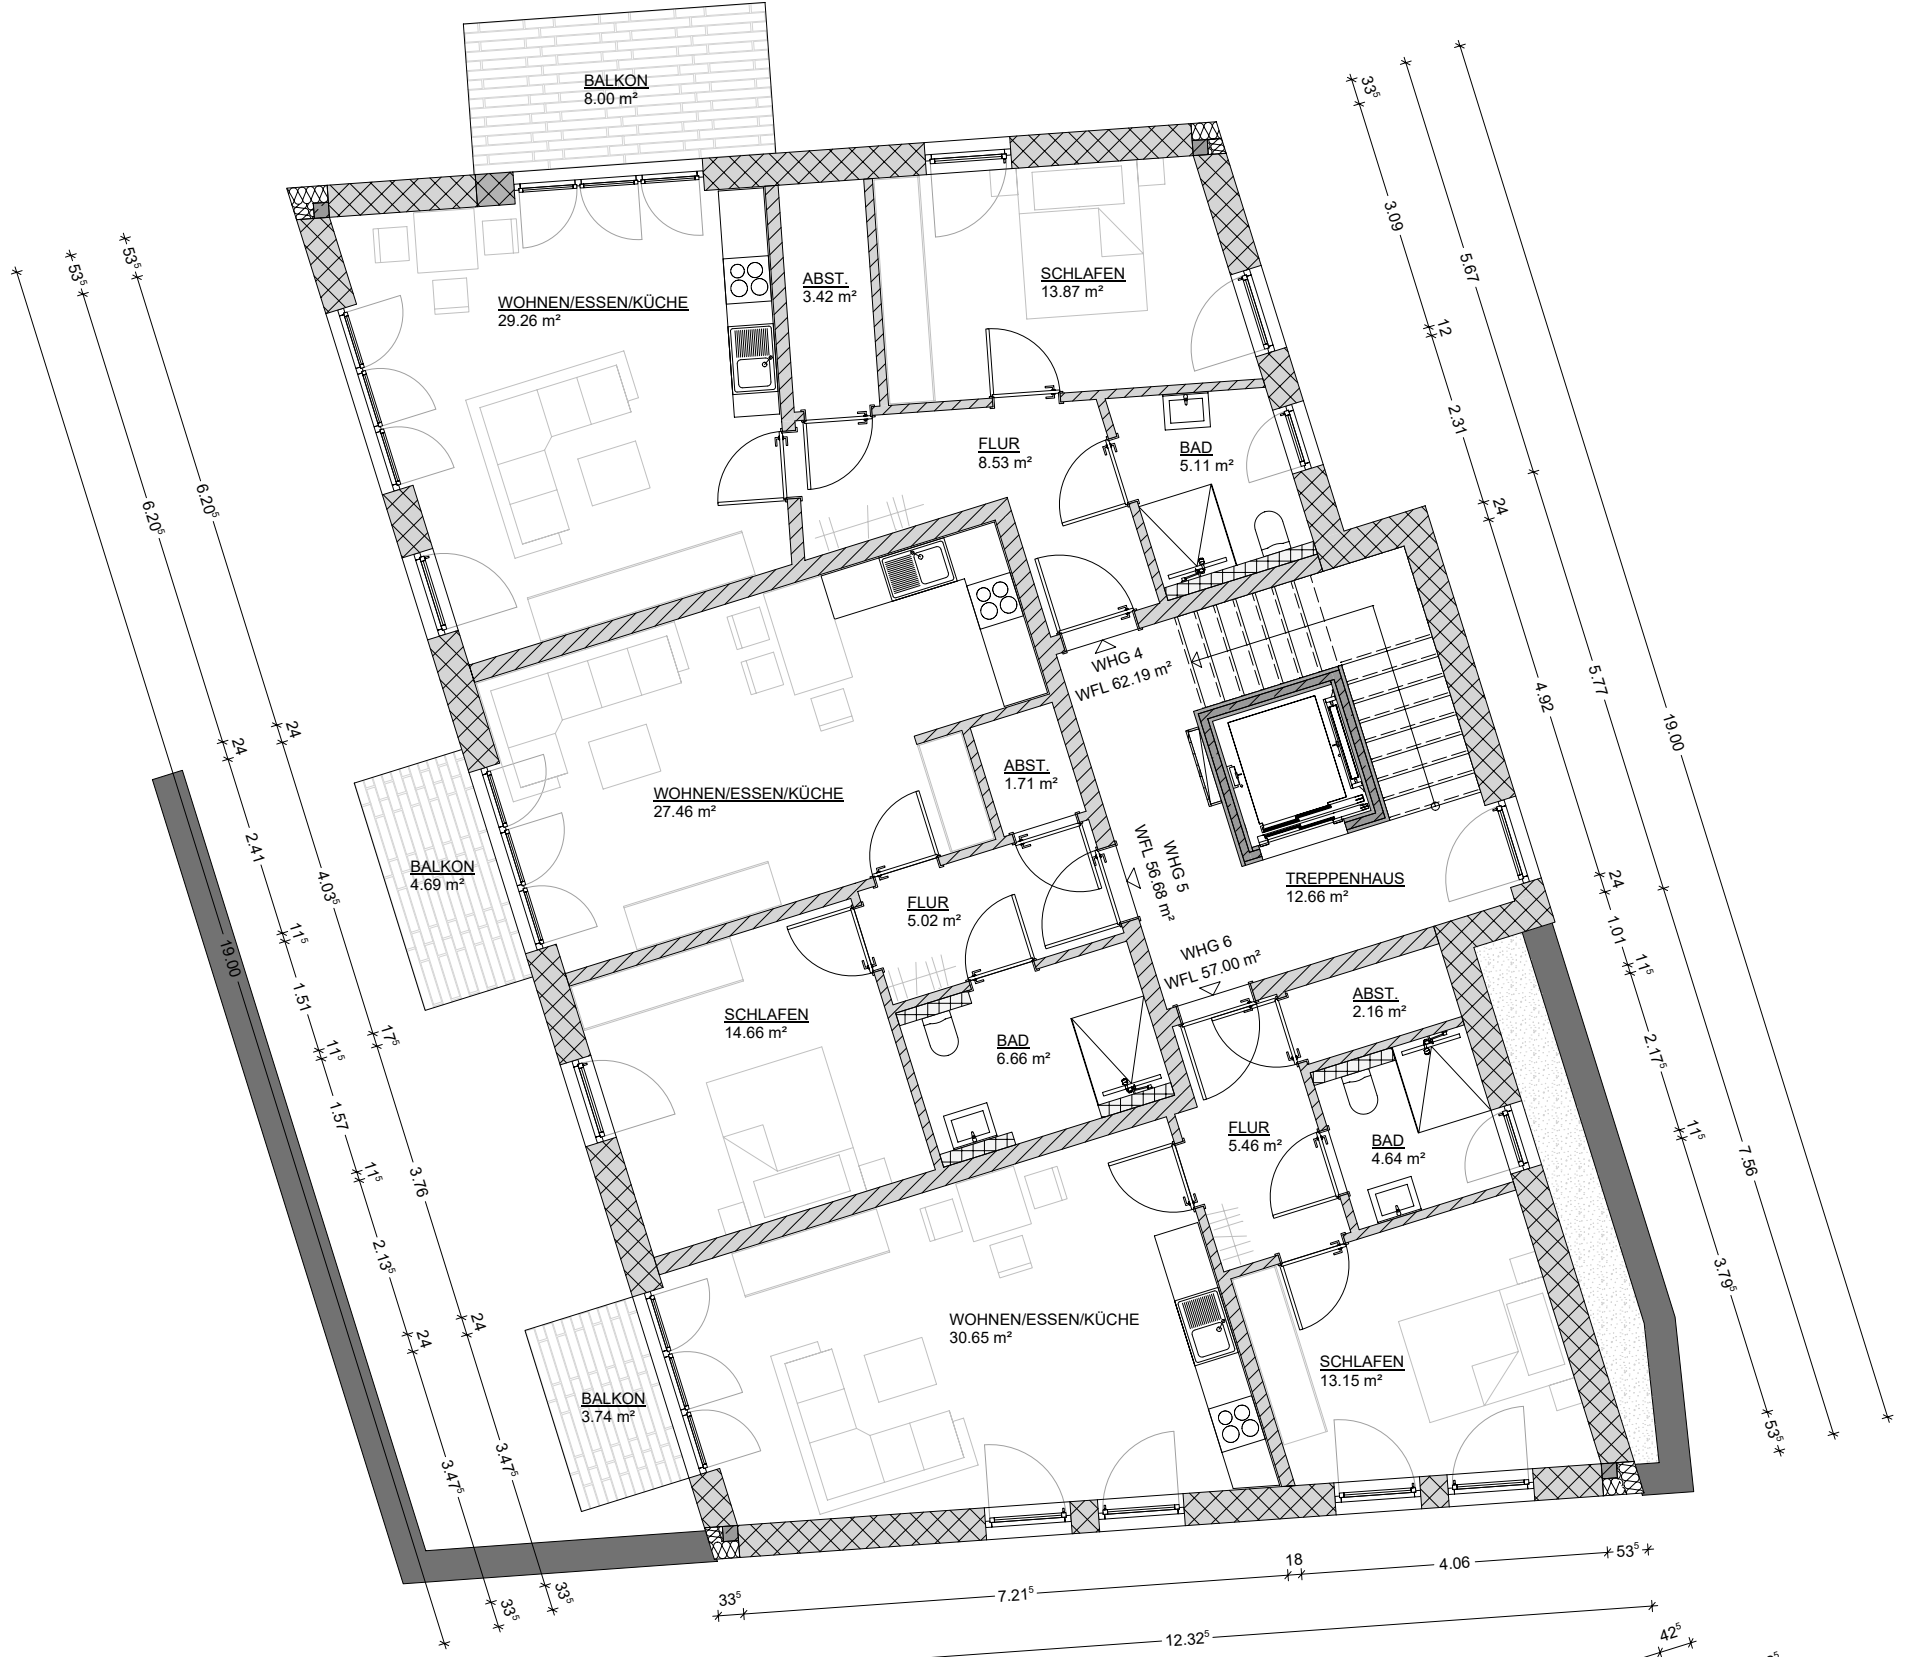 BALKON
8.00 m²
WOHNEN/ESSEN/KÜCHE
29.26 m²
ABST.
3.42 m²
SCHLAFEN
13.87 m²
FLUR
8.53 m²
BAD
5.11 m²
WHG 4
WFL 62.19 m²
WOHNEN/ESSEN/KÜCHE
27.46 m²
ABST.
1.71 m²
BALKON
4.69 m²
FLUR
5.02 m²
WHG 5
WFL 56.68 m²
TREPPENHAUS
12.66 m²
SCHLAFEN
14.66 m²
BAD
6.66 m²
WHG 6
WFL 57.00 m²
ABST.
2.16 m²
FLUR
5.46 m²
BAD
4.64 m²
WOHNEN/ESSEN/KÜCHE
30.65 m²
SCHLAFEN
13.15 m²
BALKON
3.74 m²
19.00
53⁵
6.20⁵
24
2.41
11⁵
1.51
11⁵
1.57
11⁵
2.13⁵
24
3.47⁵
33⁵
53⁵
6.20⁵
24
4.03⁵
17⁵
3.76
24
3.47⁵
33⁵
33⁵
3.09
12
2.31
24
4.92
24
1.01
11⁵
2.17⁵
11⁵
3.79⁵
53⁵
5.67
5.77
7.56
19.00
33⁵
7.21⁵
18
4.06
53⁵
12.32⁵
42⁵